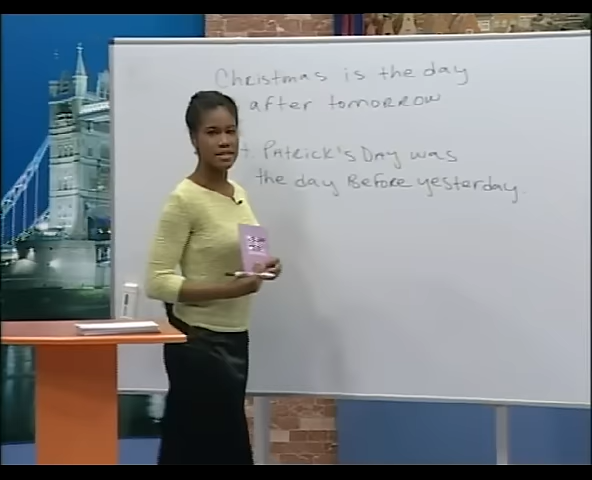 Christmas is the day
after tomorrow
t. Patrick's Day was
the day Before yesterday.